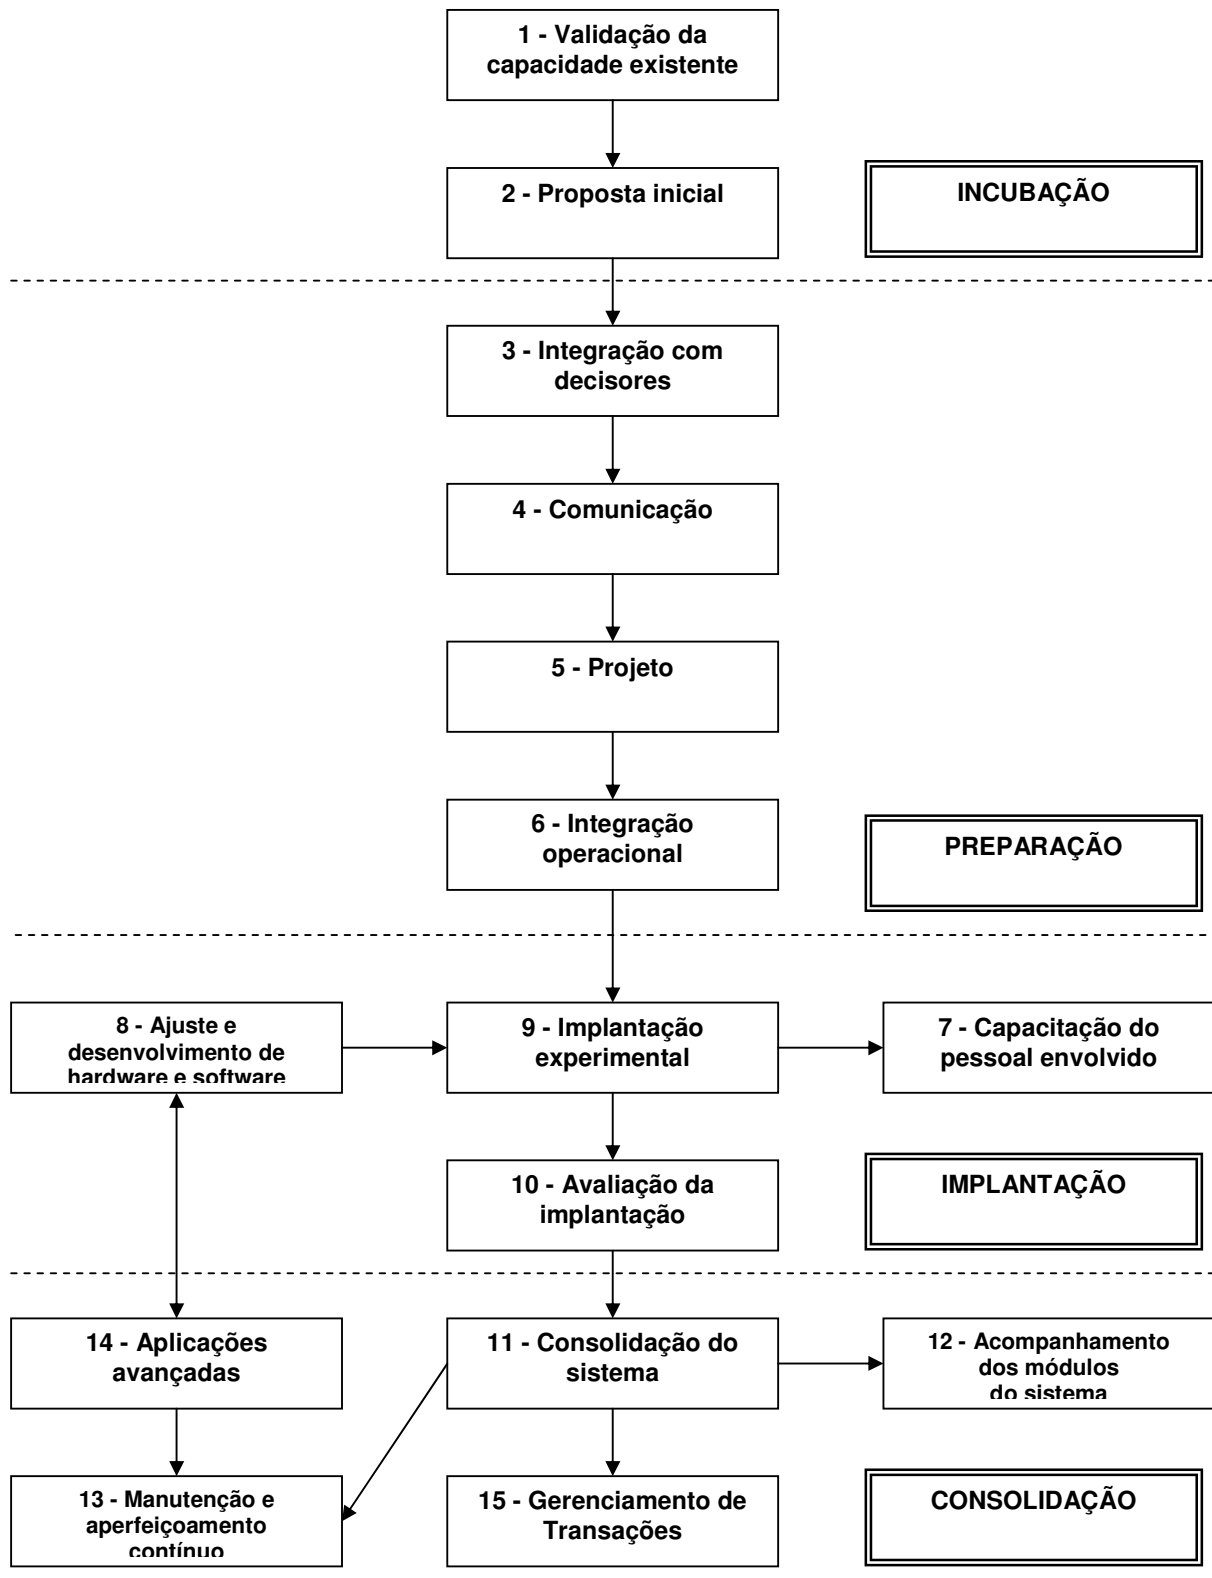 1 - Validação da
capacidade existente
2 - Proposta inicial
INCUBAÇÃO
3 - Integração com
decisores
4 - Comunicação
5 - Projeto
6 - Integração
operacional
PREPARAÇÃO
8 - Ajuste e
desenvolvimento de
hardware e software
9 - Implantação
experimental
7 - Capacitação do
pessoal envolvido
10 - Avaliação da
implantação
IMPLANTAÇÃO
14 - Aplicações
avançadas
11 - Consolidação do
sistema
12 - Acompanhamento
dos módulos
do sistema
13 - Manutenção e
aperfeiçoamento
contínuo
15 - Gerenciamento de
Transações
CONSOLIDAÇÃO